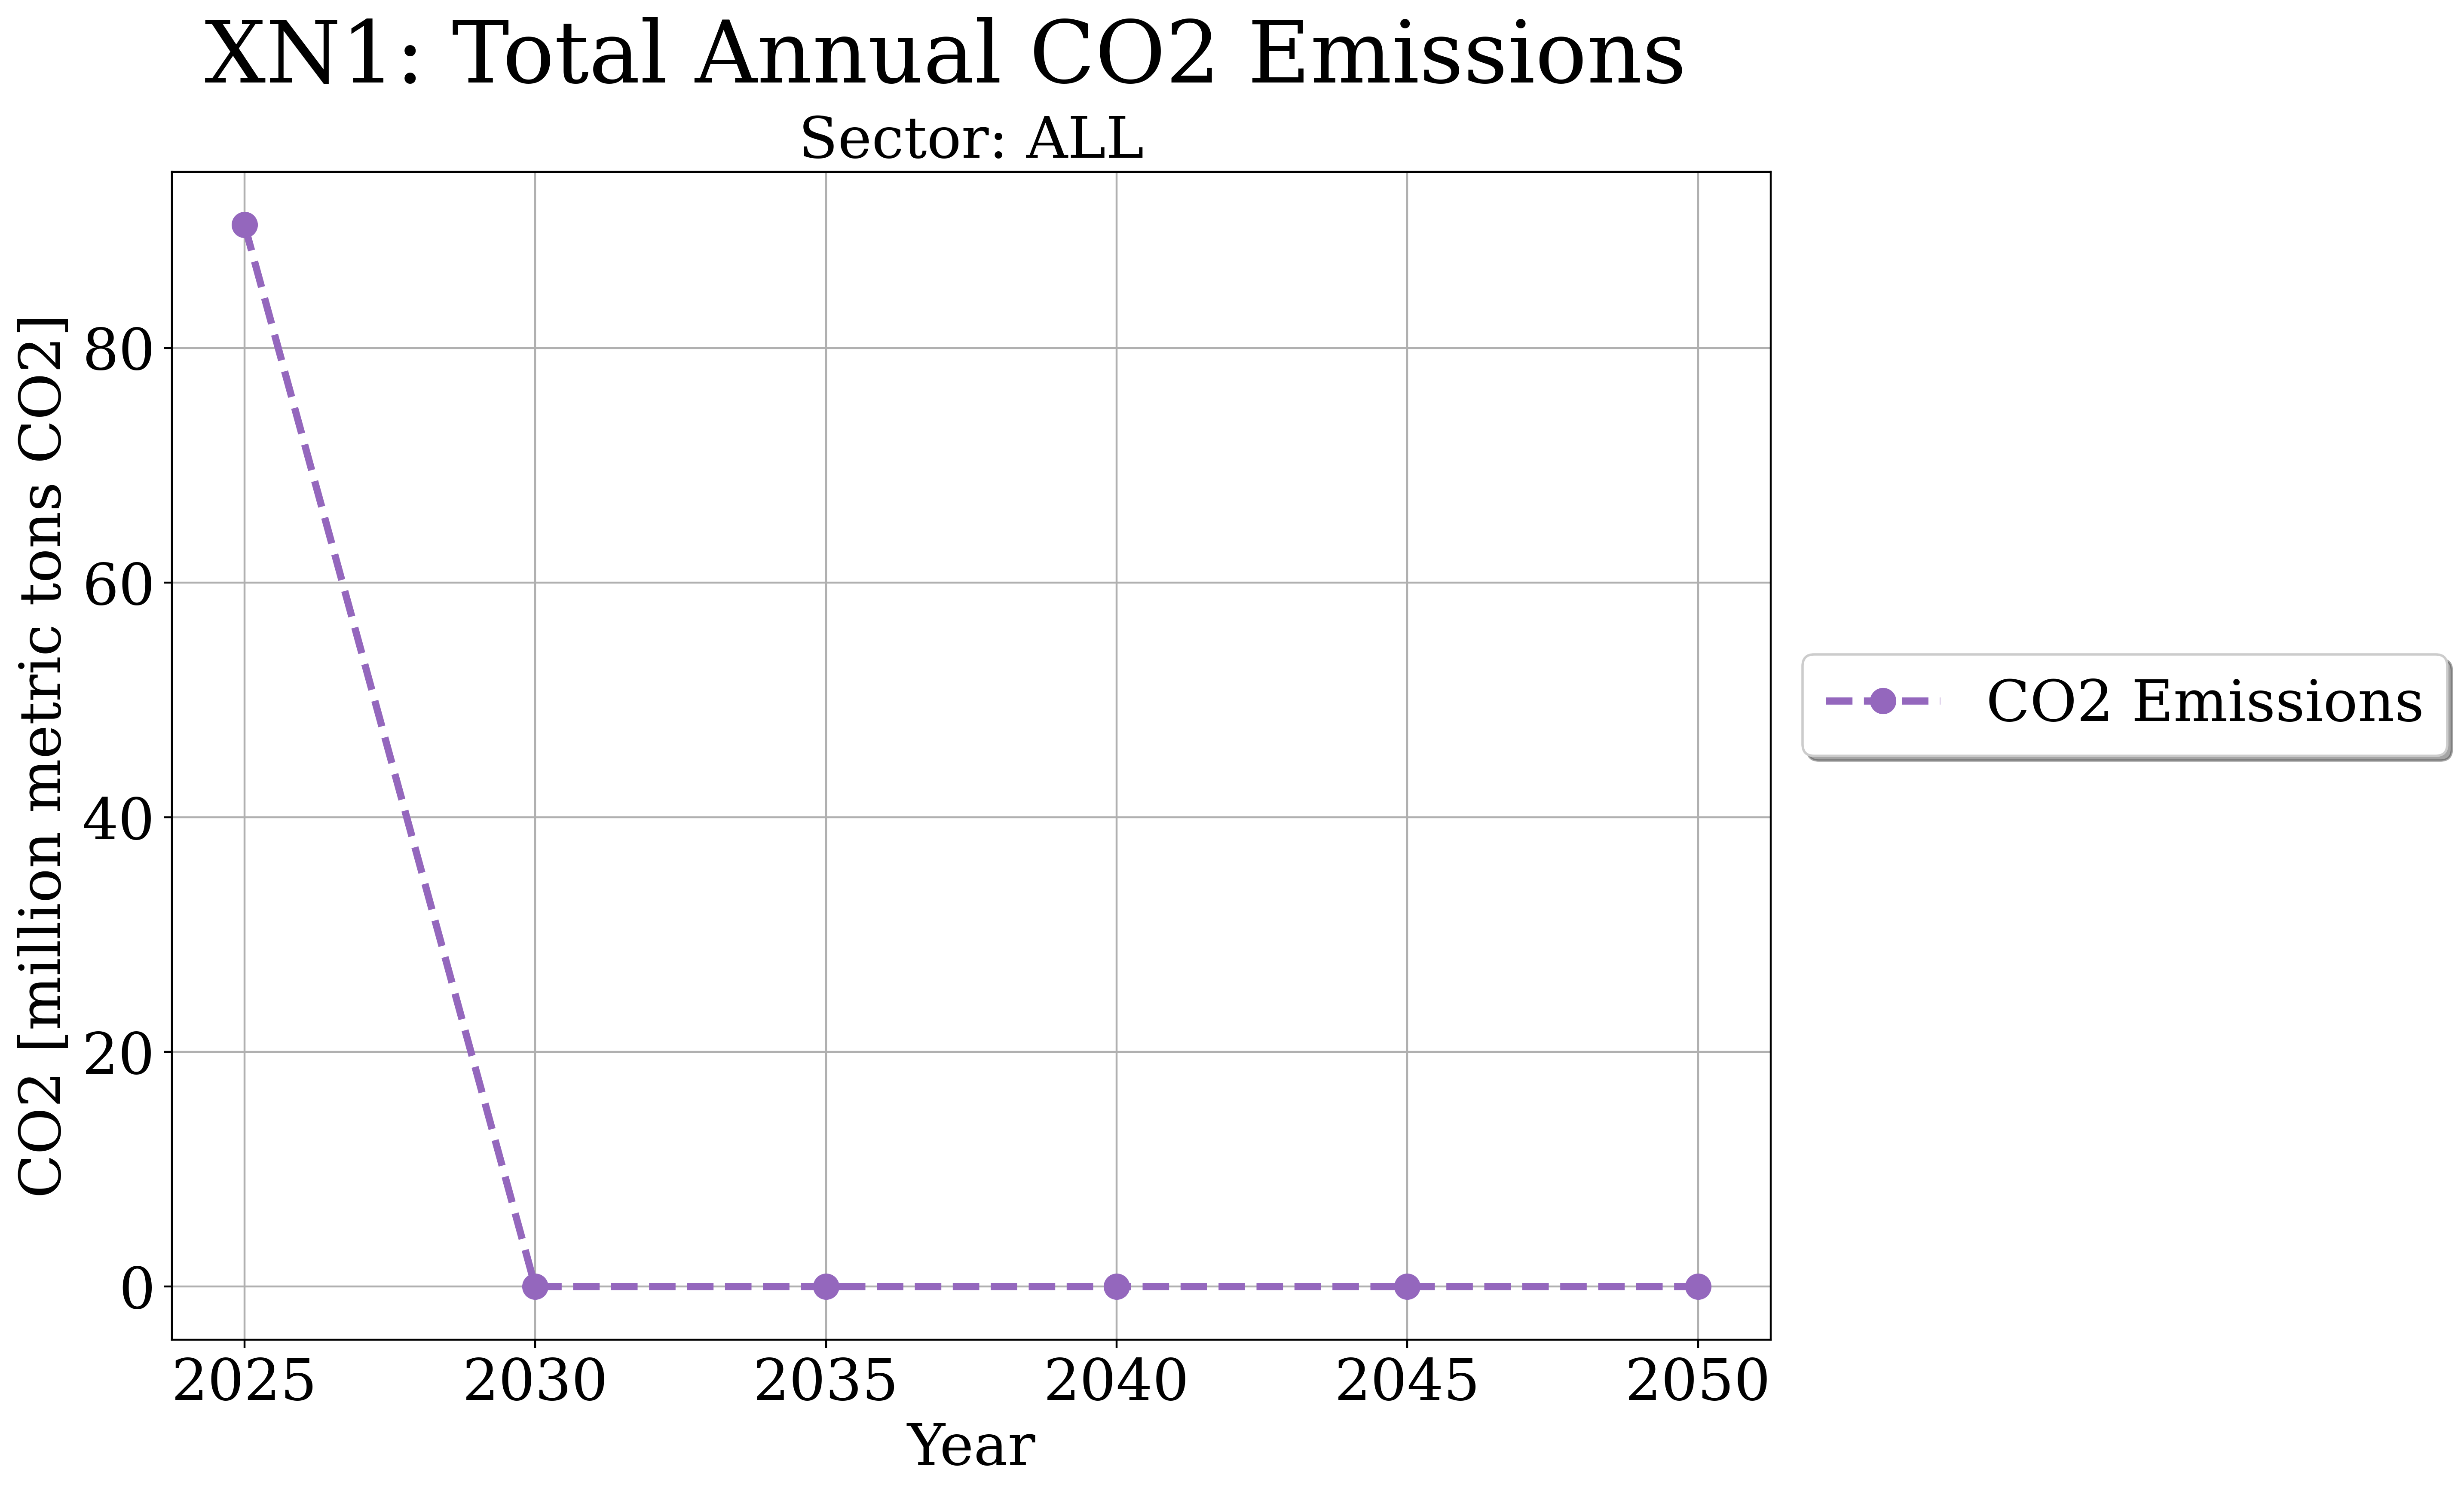 XN1: Total Annual CO2 Emissions
Sector: ALL
CO2 [million metric tons CO2]
80
60
40
20
0
2025 2030 2035 2040 2045 2050
Year
CO2 Emissions